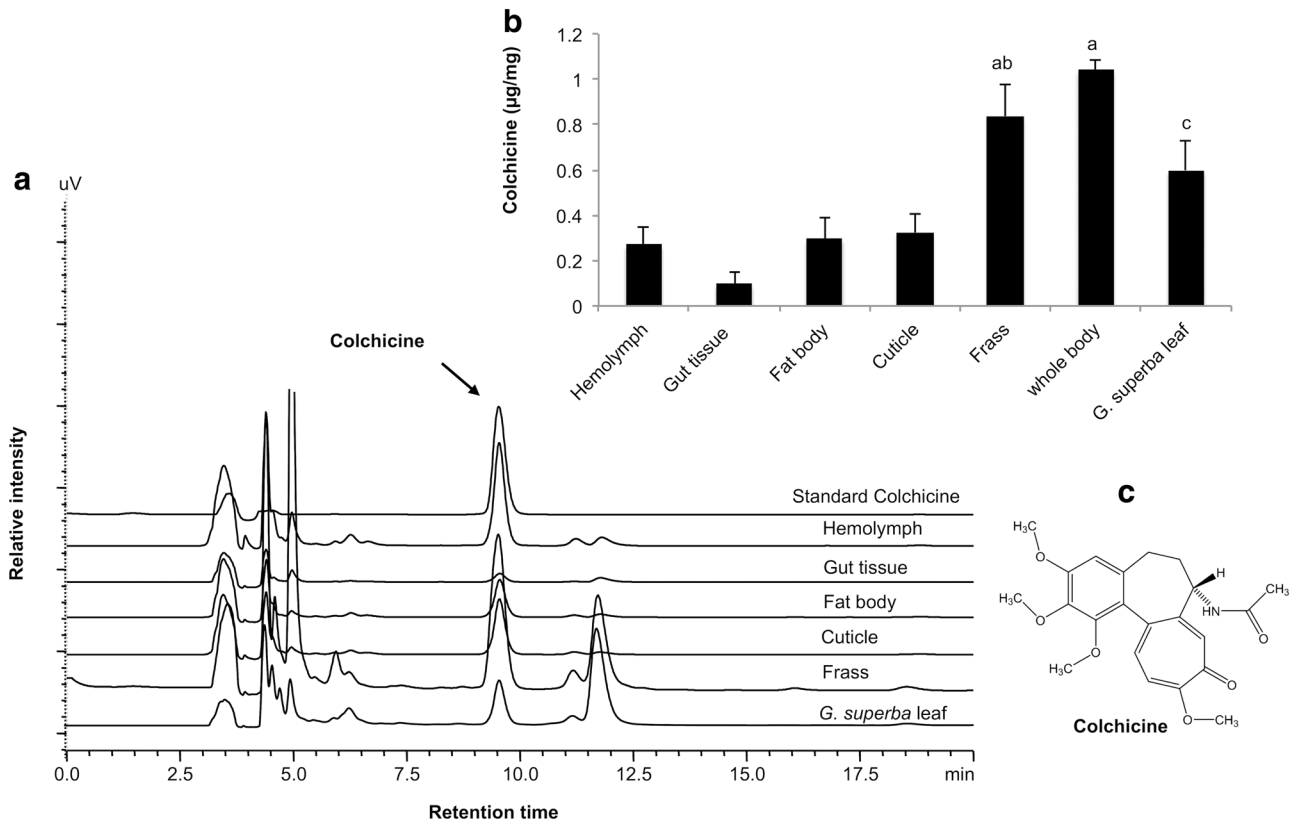 b
Colchicine (µg/mg)
1.2
1
0.8
0.6
0.4
0.2
0
ab
a
c
Hemolymph
Gut tissue
Fat body
Cuticle
Frass
whole body
G. superba leaf
a
uV
Relative intensity
Colchicine
Standard Colchicine
Hemolymph
Gut tissue
Fat body
Cuticle
Frass
G. superba leaf
0.0 2.5 5.0 7.5 10.0 12.5 15.0 17.5 min
Retention time
c
H₃C
O
H₃C
O
H₃C
O
H
HN
CH₃
O
O
O
CH₃
Colchicine